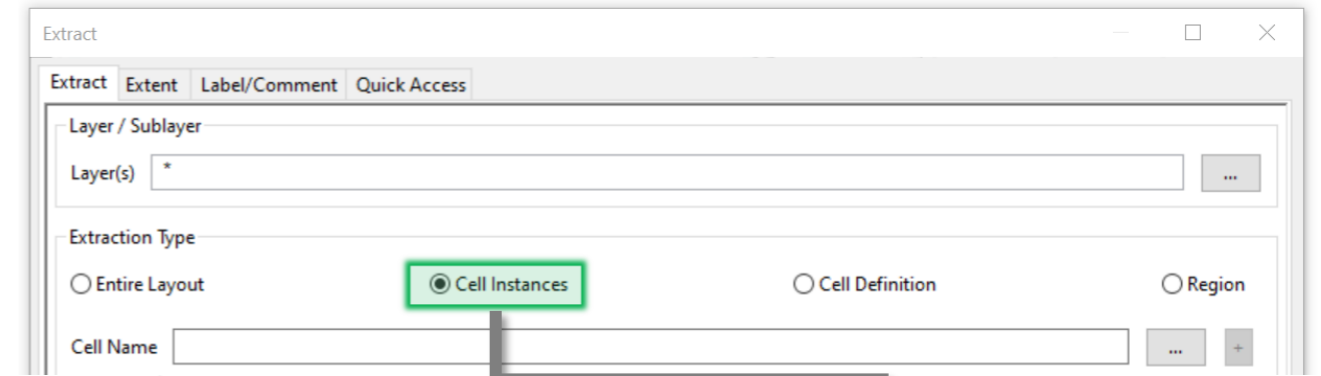 Extract
Extract Extent Label/Comment Quick Access
Layer / Sublayer
Layer(s) * ...
Extraction Type
Entire Layout Cell Instances Cell Definition Region
Cell Name ... +